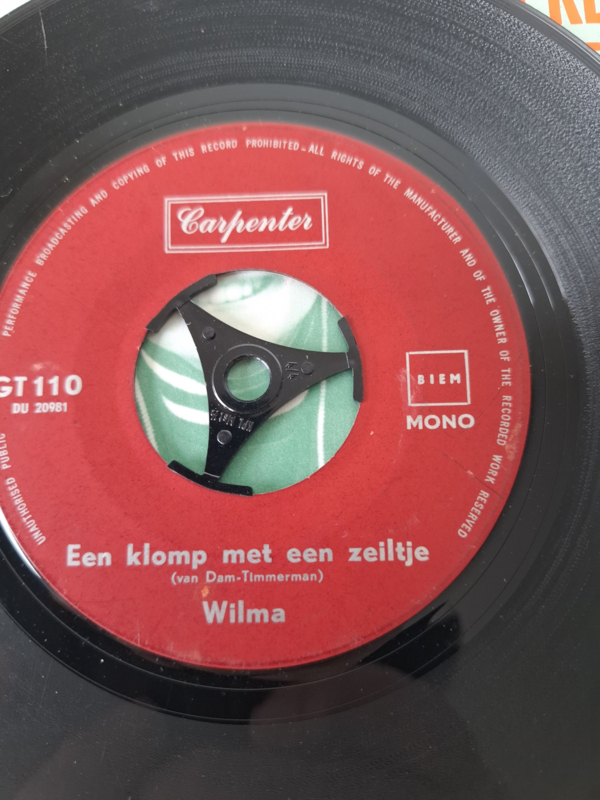 UNAUTHORISED PUBLIC PERFORMANCE BROADCASTING AND COPYING OF THIS RECORD PROHIBITED-ALL RIGHTS OF THE MANUFACTURER AND OF THE OWNER OF THE RECORDED WORK RESERVED
Carpenter
GT 110
DU 20981
BIEM
MONO
Een klomp met een zeiltje
(van Dam-Timmerman)
Wilma